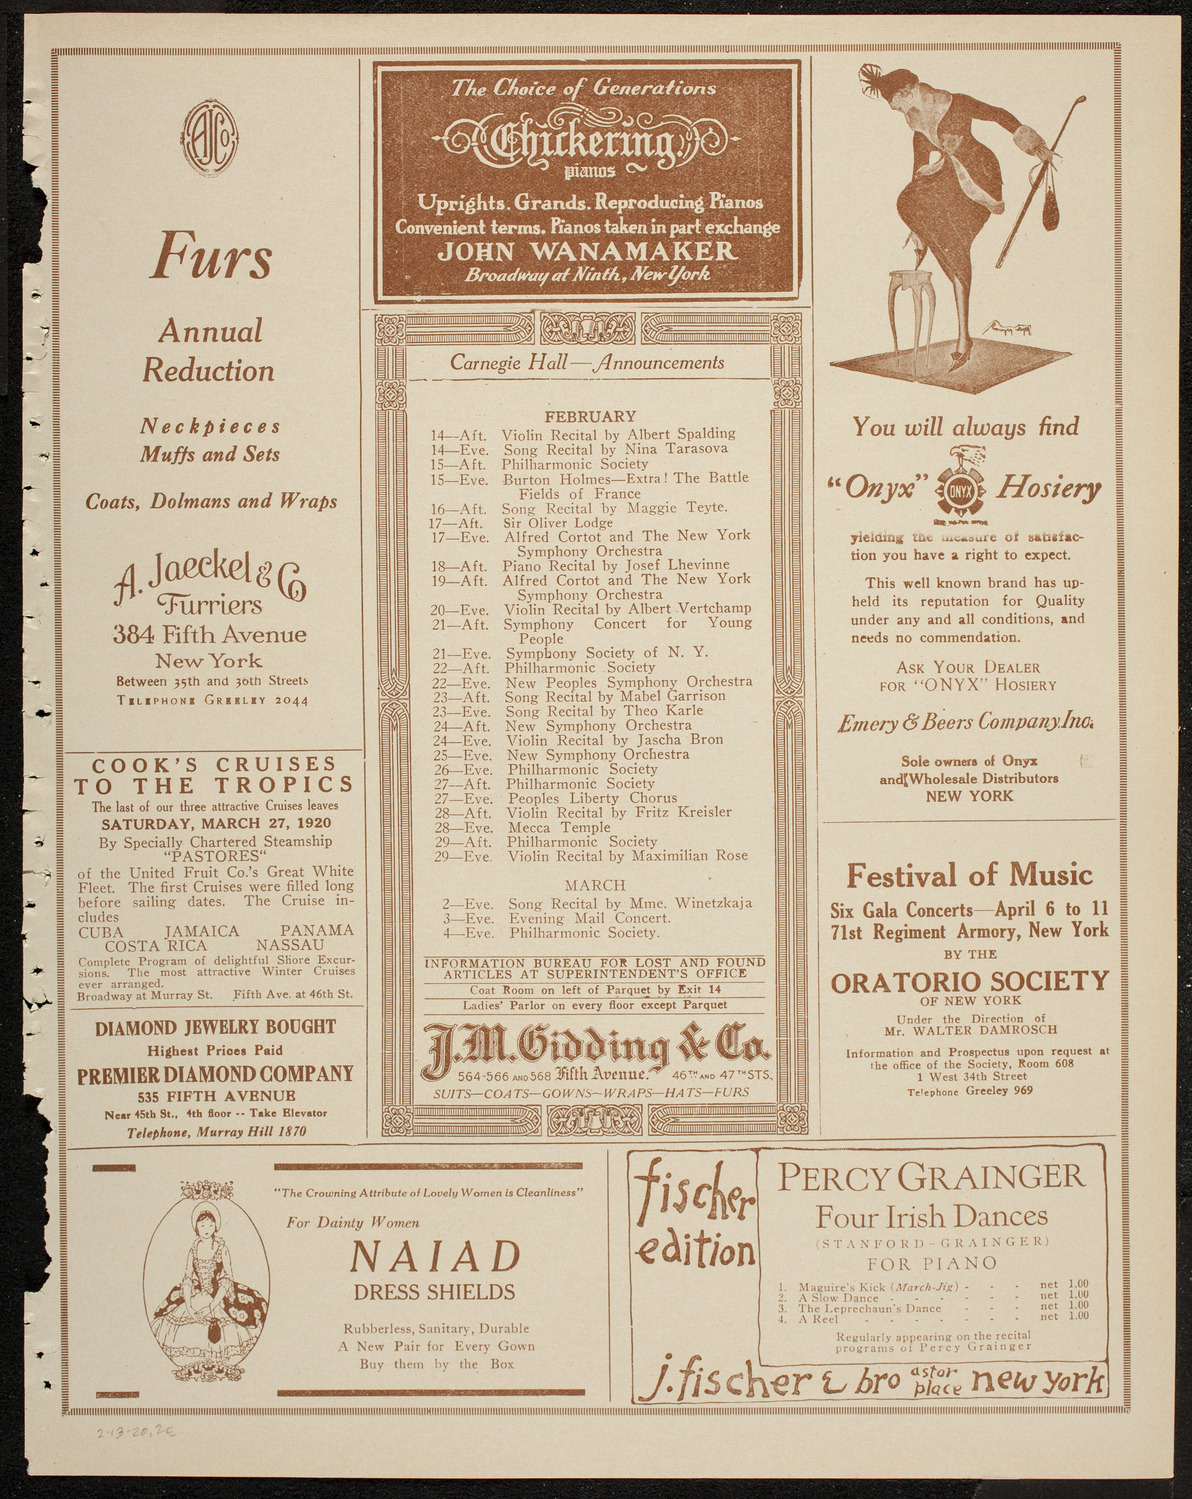 AJCo
Furs
Annual
Reduction
Neckpieces
Muffs and Sets
Coats, Dolmans and Wraps
A. Jaeckel & Co
Furriers
384 Fifth Avenue
New York
Between 35th and 36th Streets
TELEPHONE GREELEY 2044
COOK'S CRUISES
TO THE TROPICS
The last of our three attractive Cruises leaves
SATURDAY, MARCH 27, 1920
By Specially Chartered Steamship
"PASTORES"
of the United Fruit Co.'s Great White
Fleet. The first Cruises were filled long
before sailing dates. The Cruise in-
cludes
CUBA JAMAICA PANAMA
COSTA RICA NASSAU
Complete Program of delightful Shore Excur-
sions. The most attractive Winter Cruises
ever arranged.
Broadway at Murray St. Fifth Ave. at 46th St.
DIAMOND JEWELRY BOUGHT
Highest Prices Paid
PREMIER DIAMOND COMPANY
535 FIFTH AVENUE
Near 45th St., 4th floor -- Take Elevator
Telephone, Murray Hill 1870
The Choice of Generations
Chickering
pianos
Uprights. Grands. Reproducing Pianos
Convenient terms. Pianos taken in part exchange
JOHN WANAMAKER
Broadway at Ninth, New York
Carnegie Hall—Announcements
FEBRUARY
14—Aft. Violin Recital by Albert Spalding
14—Eve. Song Recital by Nina Tarasova
15—Aft. Philharmonic Society
15—Eve. Burton Holmes—Extra! The Battle
Fields of France
16—Aft. Song Recital by Maggie Teyte.
17—Aft. Sir Oliver Lodge
17—Eve. Alfred Cortot and The New York
Symphony Orchestra
18—Aft. Piano Recital by Josef Lhevinne
19—Aft. Alfred Cortot and The New York
Symphony Orchestra
20—Eve. Violin Recital by Albert Vertchamp
21—Aft. Symphony Concert for Young
People
21—Eve. Symphony Society of N. Y.
22—Aft. Philharmonic Society
22—Eve. New Peoples Symphony Orchestra
23—Aft. Song Recital by Mabel Garrison
23—Eve. Song Recital by Theo Karle
24—Aft. New Symphony Orchestra
24—Eve. Violin Recital by Jascha Bron
25—Eve. New Symphony Orchestra
26—Eve. Philharmonic Society
27—Aft. Philharmonic Society
27—Eve. Peoples Liberty Chorus
28—Aft. Violin Recital by Fritz Kreisler
28—Eve. Mecca Temple
29—Aft. Philharmonic Society
29—Eve. Violin Recital by Maximilian Rose
MARCH
2—Eve. Song Recital by Mme. Winetzkaja
3—Eve. Evening Mail Concert.
4—Eve. Philharmonic Society.
INFORMATION BUREAU FOR LOST AND FOUND
ARTICLES AT SUPERINTENDENT'S OFFICE
Coat Room on left of Parquet by Exit 14
Ladies' Parlor on every floor except Parquet
J.M. Gidding & Co.
564-566 AND 568 Fifth Avenue. 46TH AND 47TH STS.
SUITS—COATS—GOWNS—WRAPS—HATS—FURS
You will always find
"Onyx" ONYX Hosiery
yielding the measure of satisfac-
tion you have a right to expect.
This well known brand has up-
held its reputation for Quality
under any and all conditions, and
needs no commendation.
ASK YOUR DEALER
FOR "ONYX" HOSIERY
Emery & Beers Company, Inc.
Sole owners of Onyx
and Wholesale Distributors
NEW YORK
Festival of Music
Six Gala Concerts—April 6 to 11
71st Regiment Armory, New York
BY THE
ORATORIO SOCIETY
OF NEW YORK
Under the Direction of
Mr. WALTER DAMROSCH
Information and Prospectus upon request at
the office of the Society, Room 608
1 West 34th Street
Telephone Greeley 969
"The Crowning Attribute of Lovely Women is Cleanliness"
For Dainty Women
NAIAD
DRESS SHIELDS
Rubberless, Sanitary, Durable
A New Pair for Every Gown
Buy them by the Box
fischer
edition
PERCY GRAINGER
Four Irish Dances
(STANFORD-GRAINGER)
FOR PIANO
1. Maguire's Kick (March-Jig) - - - net 1.00
2. A Slow Dance - - - - - - net 1.00
3. The Leprechaun's Dance - - - net 1.00
4. A Reel - - - - - - - net 1.00
Regularly appearing on the recital
programs of Percy Grainger
j. fischer & bro astor place new york
2-13-20, 2E